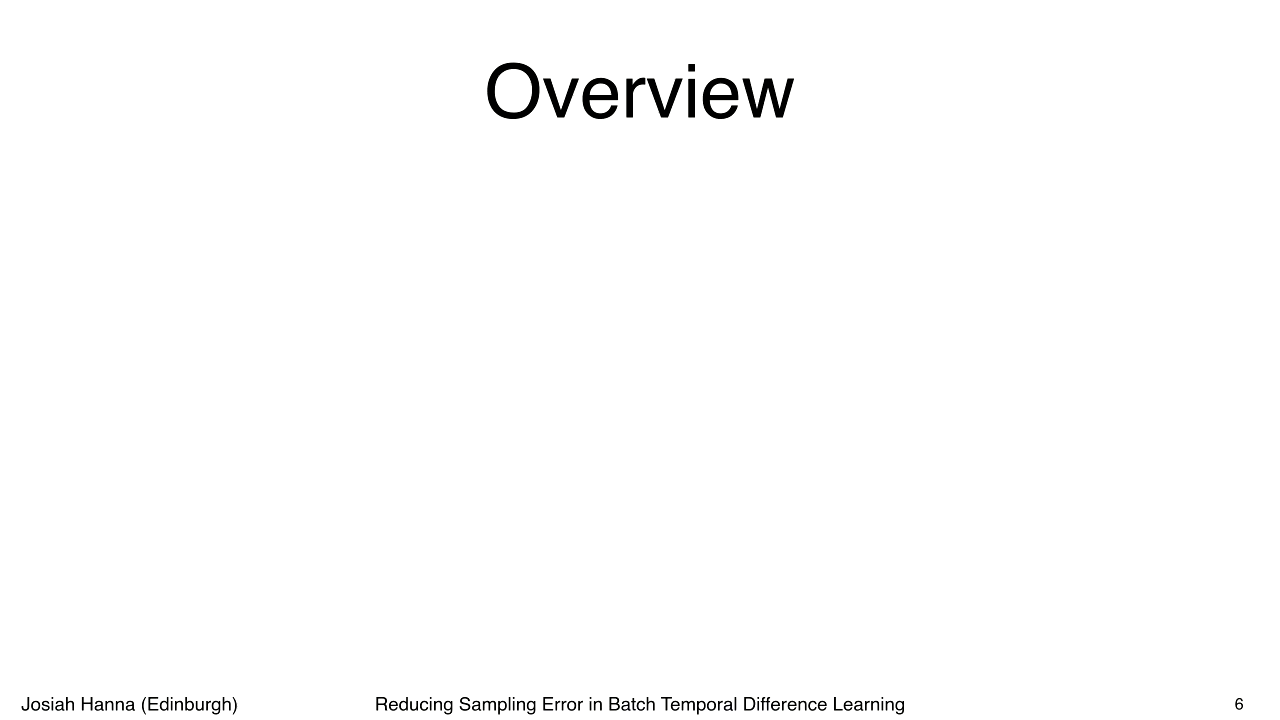 Overview
Josiah Hanna (Edinburgh)
Reducing Sampling Error in Batch Temporal Difference Learning
6